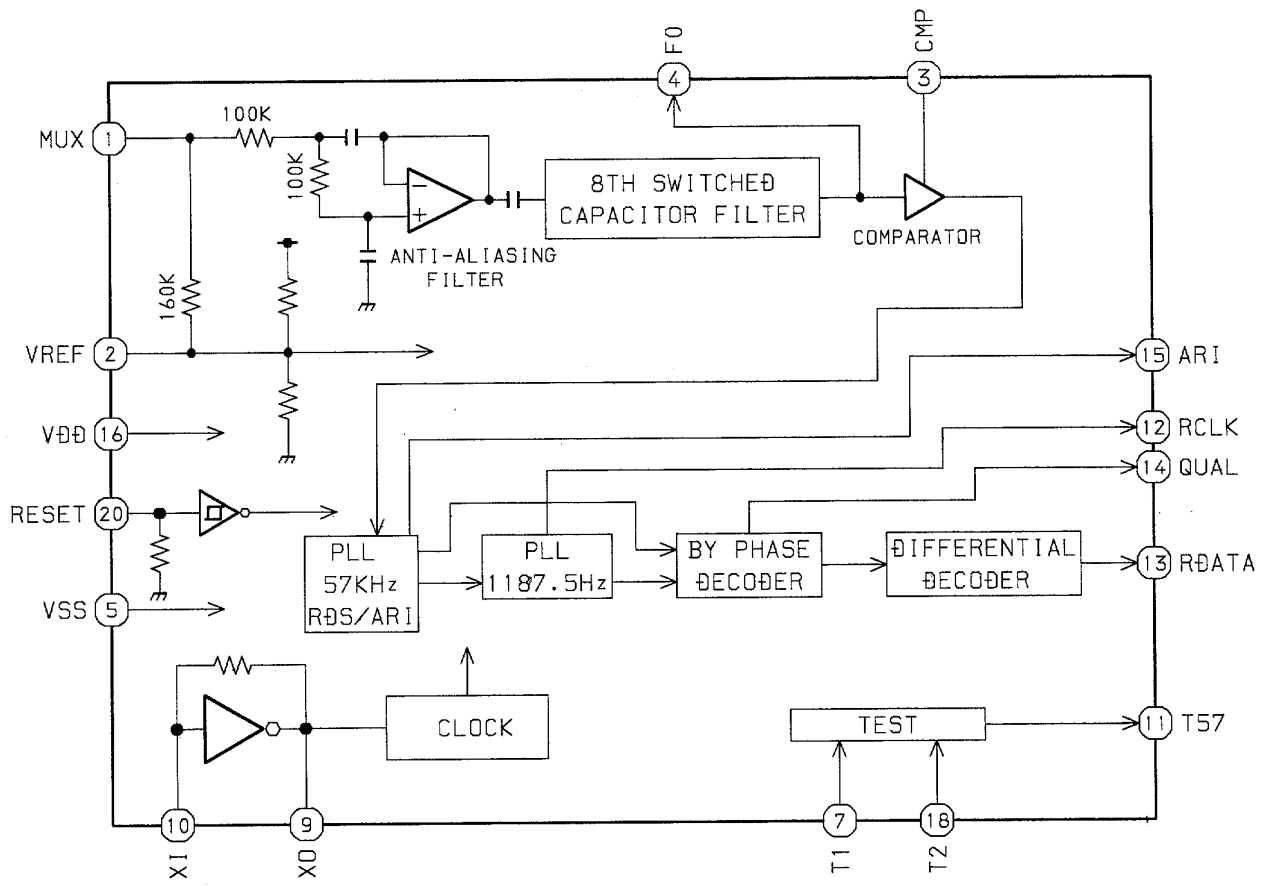 FO
4
CMP
3
MUX
1
100K
100K
8TH SWITCHED
CAPACITOR FILTER
COMPARATOR
ANTI-ALIASING
FILTER
160K
VREF
2
15
ARI
VDD
16
12
RCLK
14
QUAL
RESET
20
PLL
57KHz
RDS/ARI
PLL
1187.5Hz
BY PHASE
DECODER
DIFFERENTIAL
DECODER
13
RDATA
VSS
5
CLOCK
TEST
11
T57
10
XI
9
XO
7
T1
18
T2